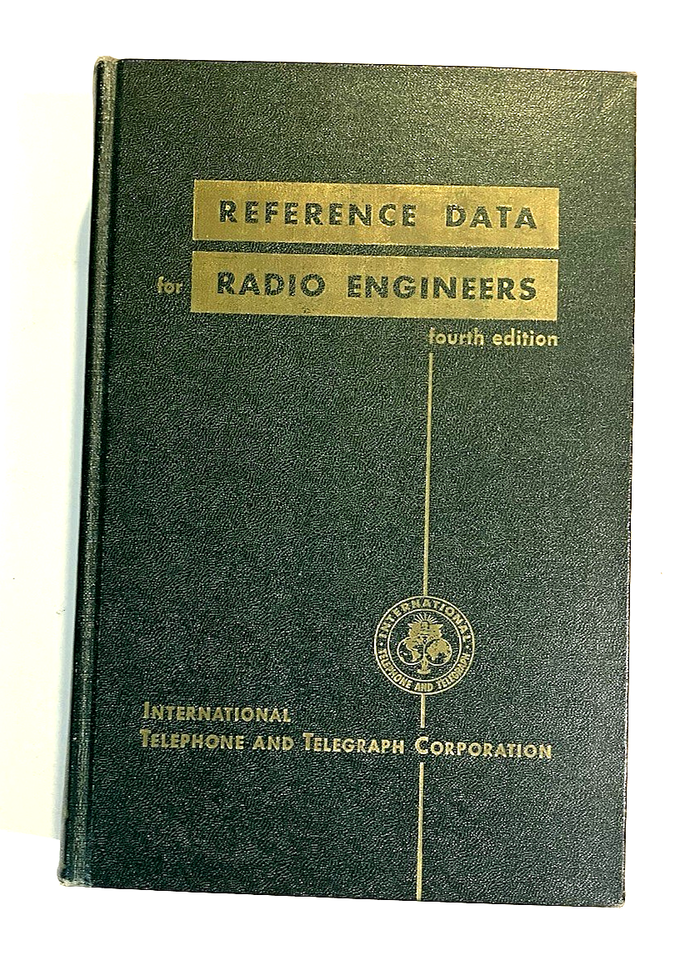 REFERENCE DATA
for RADIO ENGINEERS
fourth edition
INTERNATIONAL
TELEPHONE AND TELEGRAPH
INTERNATIONAL
TELEPHONE AND TELEGRAPH CORPORATION